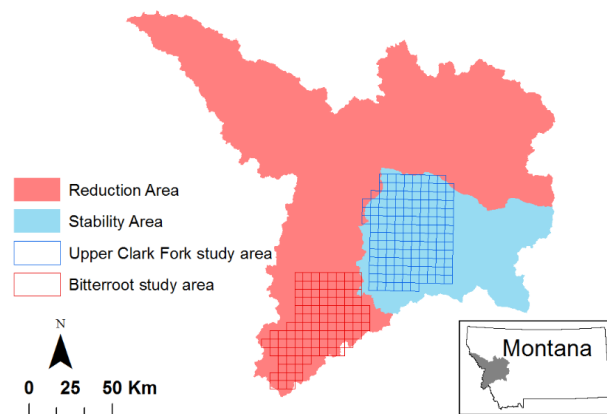 Reduction Area
Stability Area
Upper Clark Fork study area
Bitterroot study area
N
0 25 50 Km
Montana